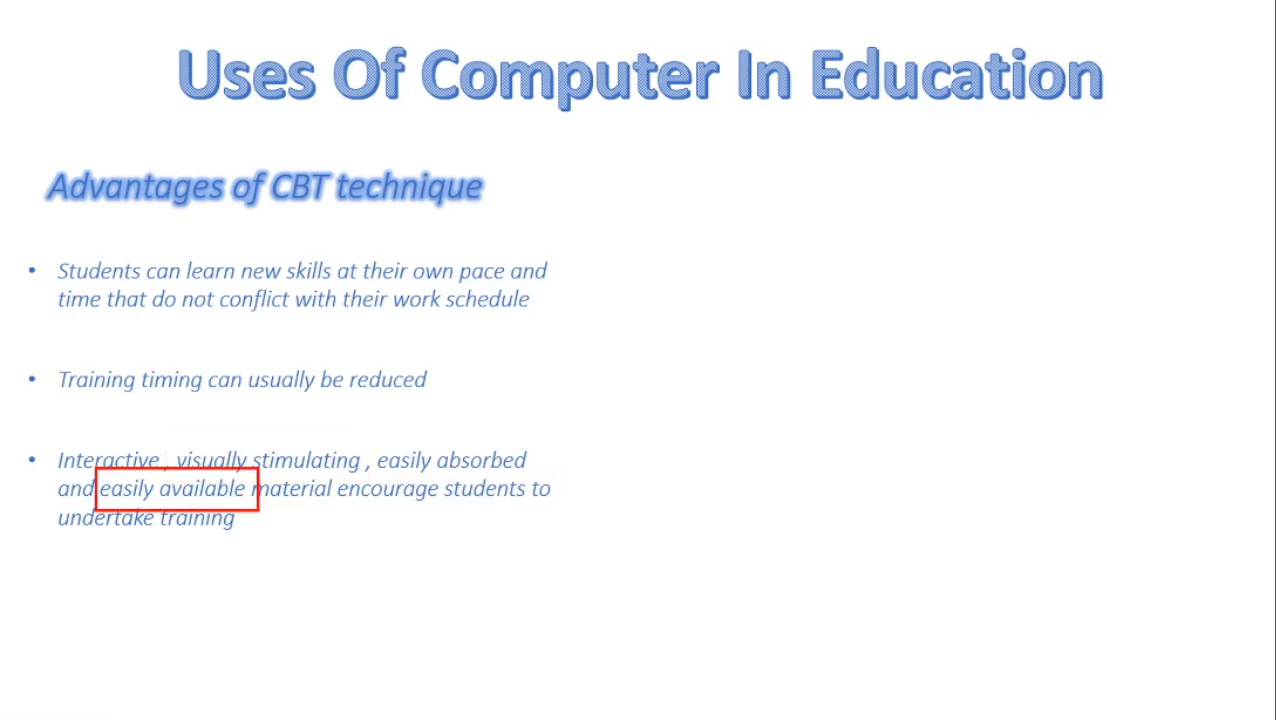 Uses Of Computer In Education
Advantages of CBT technique
• Students can learn new skills at their own pace and
time that do not conflict with their work schedule
• Training timing can usually be reduced
• Interactive , visually stimulating , easily absorbed
and easily available material encourage students to
undertake training